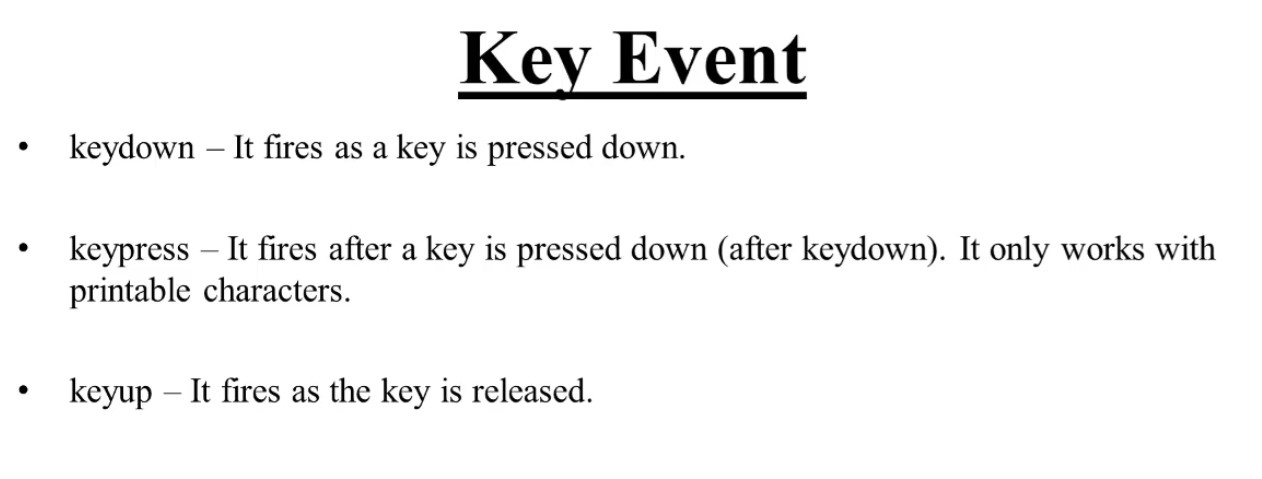 Key Event
• keydown – It fires as a key is pressed down.
• keypress – It fires after a key is pressed down (after keydown). It only works with
printable characters.
• keyup – It fires as the key is released.